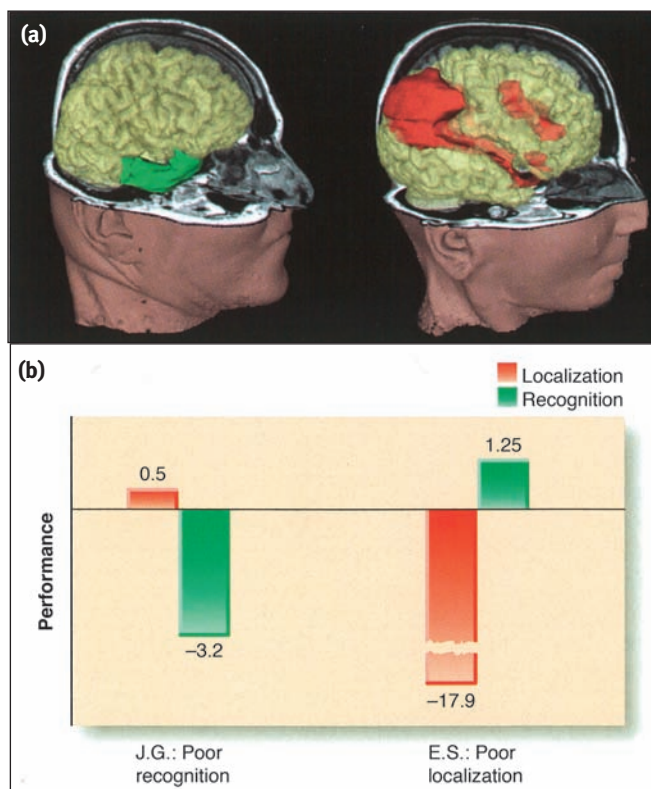 (a)
(b)
Localization
Recognition
0.5
1.25
Performance
–3.2
–17.9
J.G.: Poor
recognition
E.S.: Poor
localization